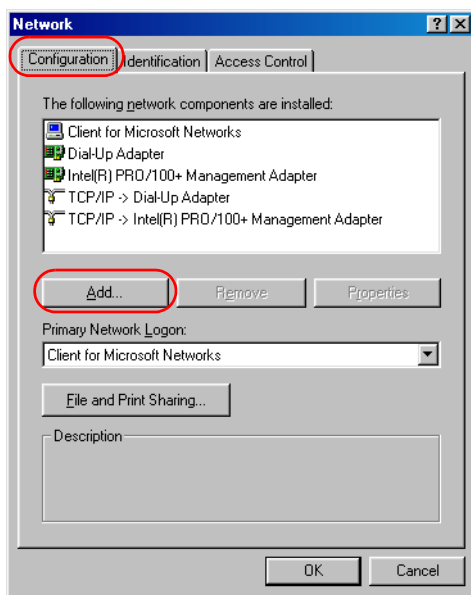 Network
Configuration Identification Access Control
The following network components are installed:
Client for Microsoft Networks
Dial-Up Adapter
Intel(R) PRO/100+ Management Adapter
TCP/IP -> Dial-Up Adapter
TCP/IP -> Intel(R) PRO/100+ Management Adapter
Add... Remove Properties
Primary Network Logon:
Client for Microsoft Networks
File and Print Sharing...
Description
OK Cancel